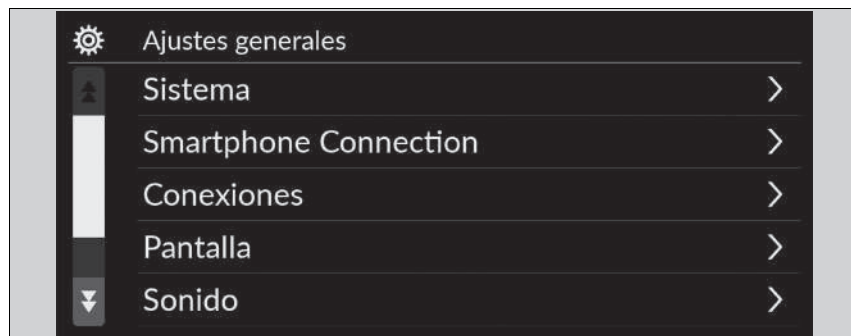 Ajustes generales
Sistema
Smartphone Connection
Conexiones
Pantalla
Sonido